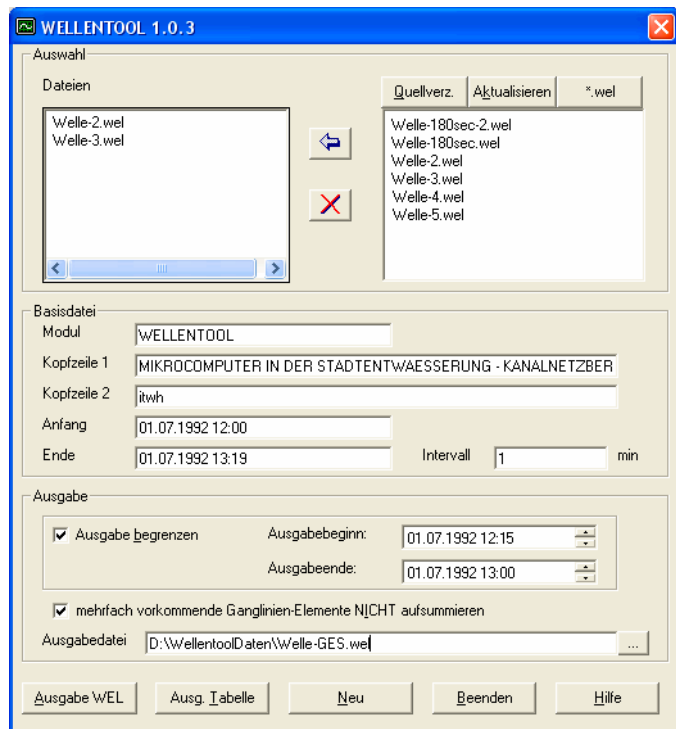 WELLENTOOL 1.0.3
Auswahl
Dateien
Quellverz. Aktualisieren *.wel
Welle-2.wel
Welle-3.wel
Welle-180sec-2.wel
Welle-180sec.wel
Welle-2.wel
Welle-3.wel
Welle-4.wel
Welle-5.wel
Basisdatei
Modul WELLENTOOL
Kopfzeile 1 MIKROCOMPUTER IN DER STADTENTWAESSERUNG - KANALNETZBER
Kopfzeile 2 itwh
Anfang 01.07.1992 12:00
Ende 01.07.1992 13:19 Intervall 1 min
Ausgabe
Ausgabe begrenzen Ausgabebeginn: 01.07.1992 12:15
Ausgabeende: 01.07.1992 13:00
mehrfach vorkommende Ganglinien-Elemente NICHT aufsummieren
Ausgabedatei D:\WellentoolDaten\Welle-GES.wel ...
Ausgabe WEL Ausg. Tabelle Neu Beenden Hilfe